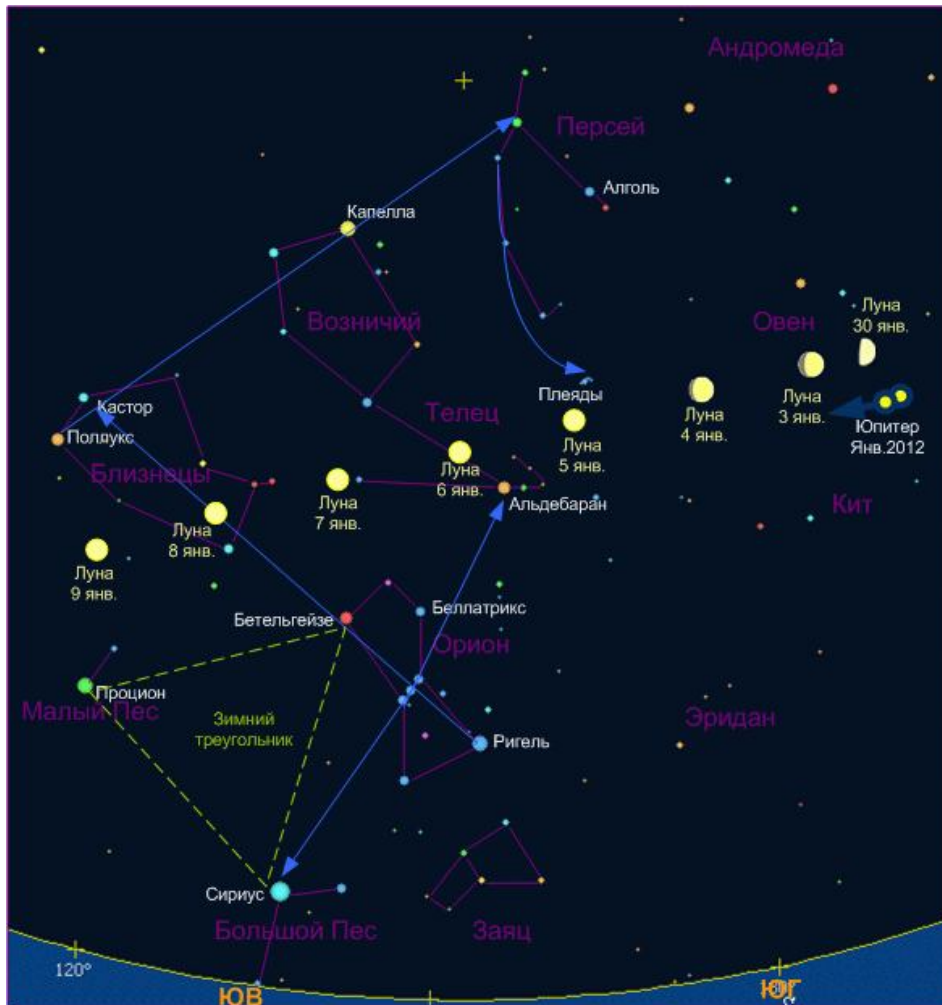 Андромеда
Персей
Алголь
Капелла
Возничий
Овен
Луна
30 янв.
Луна
3 янв.
Юпитер
Янв.2012
Плеяды
Луна
4 янв.
Телец
Кастор
Поллукс
Близнецы
Луна
5 янв.
Луна
6 янв.
Альдебаран
Кит
Луна
7 янв.
Луна
8 янв.
Луна
9 янв.
Бетельгейзе
Беллатрикс
Орион
Процион
Малый Пес
Зимний
треугольник
Ригель
Эридан
Сириус
Большой Пес
Заяц
120°
ЮВ
ЮГ